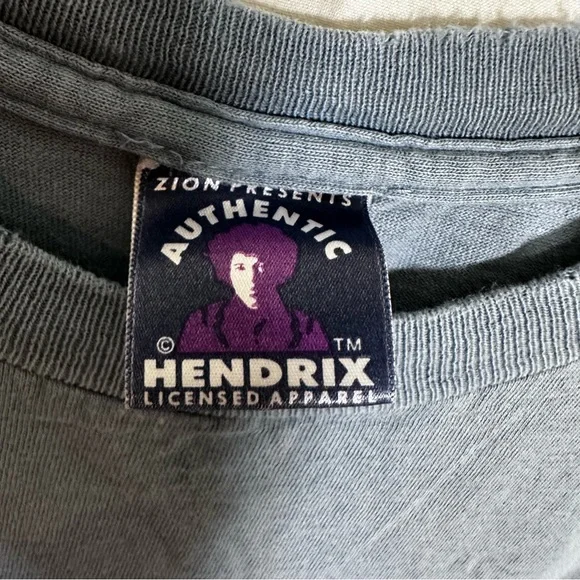 ZION PRESENTS
AUTHENTIC
© TM
HENDRIX
LICENSED APPAREL